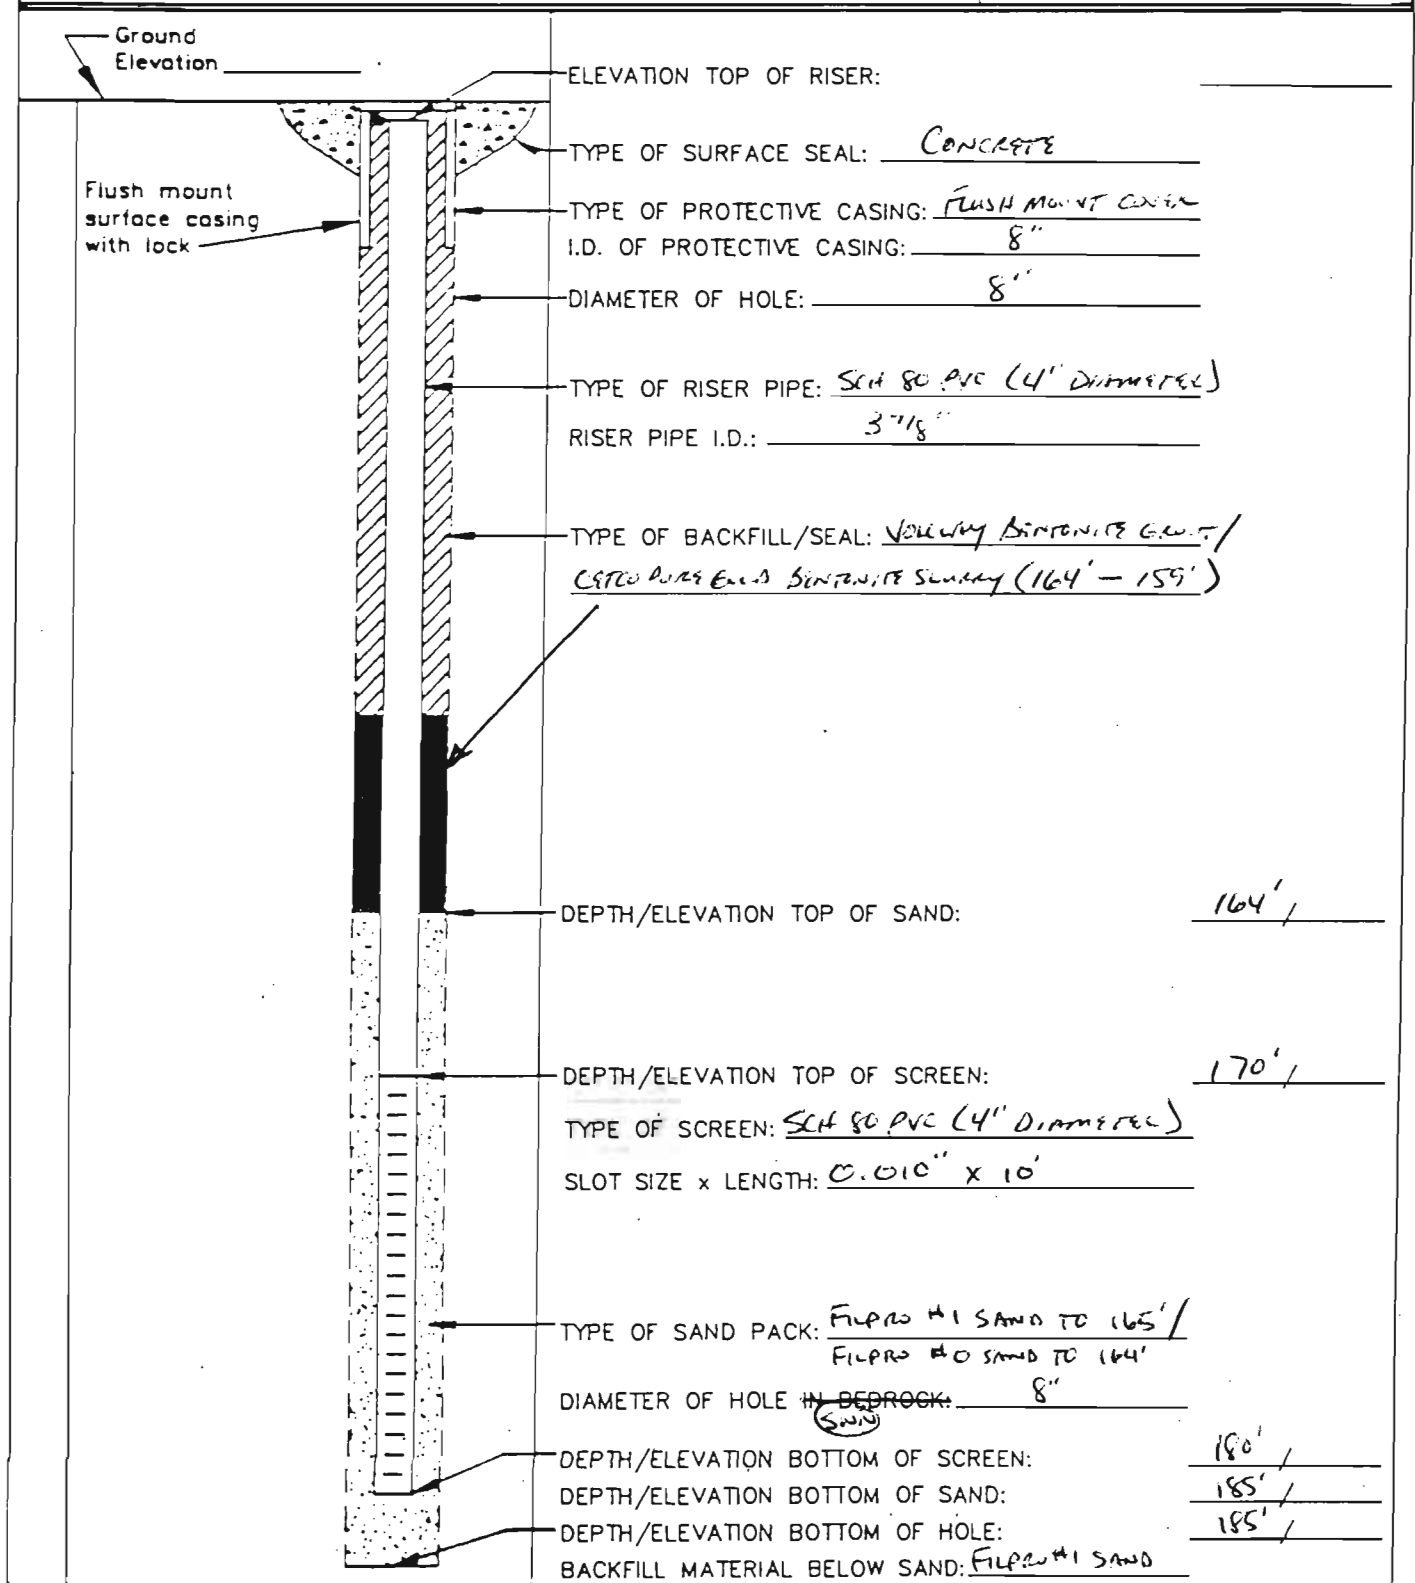 Ground
Elevation
ELEVATION TOP OF RISER:
TYPE OF SURFACE SEAL: CONCRETE
Flush mount
surface casing
with lock
TYPE OF PROTECTIVE CASING: FLUSH MOUNT COVER
I.D. OF PROTECTIVE CASING: 8"
DIAMETER OF HOLE: 8"
TYPE OF RISER PIPE: SCH 80 PVC (4" DIAMETER)
RISER PIPE I.D.:
TYPE OF BACKFILL/SEAL: VOLCLAY BENTONITE GROUT/
CETCO PURE GOLD BENTONITE SLURRY (164' - 159')
DEPTH/ELEVATION TOP OF SAND: 164' /
DEPTH/ELEVATION TOP OF SCREEN: 170' /
TYPE OF SCREEN: SCH 80 PVC (4" DIAMETER)
SLOT SIZE x LENGTH: 0.010" x 10'
TYPE OF SAND PACK: FILPRO #1 SAND TO 165' /
FILPRO #0 SAND TO 164'
DIAMETER OF HOLE IN BEDROCK: 8"
DEPTH/ELEVATION BOTTOM OF SCREEN: 180' /
DEPTH/ELEVATION BOTTOM OF SAND: 185' /
DEPTH/ELEVATION BOTTOM OF HOLE: 185' /
BACKFILL MATERIAL BELOW SAND: FILPRO #1 SAND